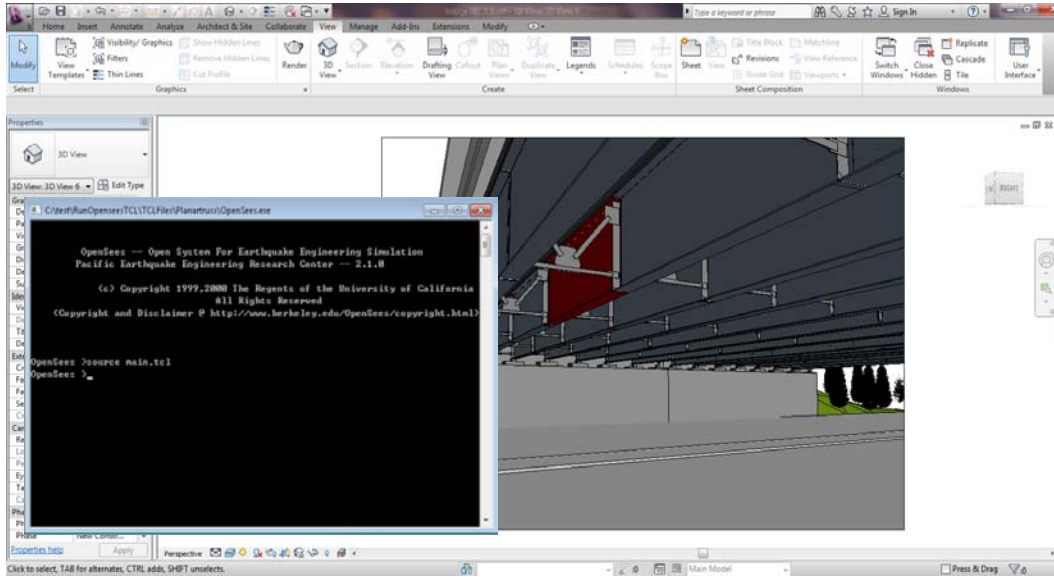 Type a keyword or phrase
Sign In
Home Insert Annotate Analyze Architect & Site Collaborate View Manage Add-Ins Extensions Modify
Modify
View Templates
Visibility/ Graphics
Filters
Thin Lines
Show Hidden Lines
Remove Hidden Lines
Cut Profile
Render
3D View
Section
Elevation
Drafting View
Callout
Plan Views
Duplicate View
Legends
Schedules
Scope Box
Sheet
View
Title Block
Revisions
Guide Grid
Matchline
View Reference
Viewports
Switch Windows
Close Hidden
Replicate
Cascade
Tile
User Interface
Select Graphics Create Sheet Composition Windows
Properties
3D View
3D View: 3D View 6
Edit Type
RIGHT
C:\test\RunOpenseesTCL\TCLFiles\Planartruss\OpenSees.exe
OpenSees -- Open System For Earthquake Engineering Simulation
Pacific Earthquake Engineering Research Center -- 2.1.0
(c) Copyright 1999,2000 The Regents of the University of California
All Rights Reserved
(Copyright and Disclaimer @ http://www.berkeley.edu/OpenSees/copyright.html)
OpenSees >source main.tcl
OpenSees >_
Phase
Properties help
Apply
Perspective
Click to select, TAB for alternates, CTRL adds, SHIFT unselects.
:0
Main Model
Press & Drag
:0